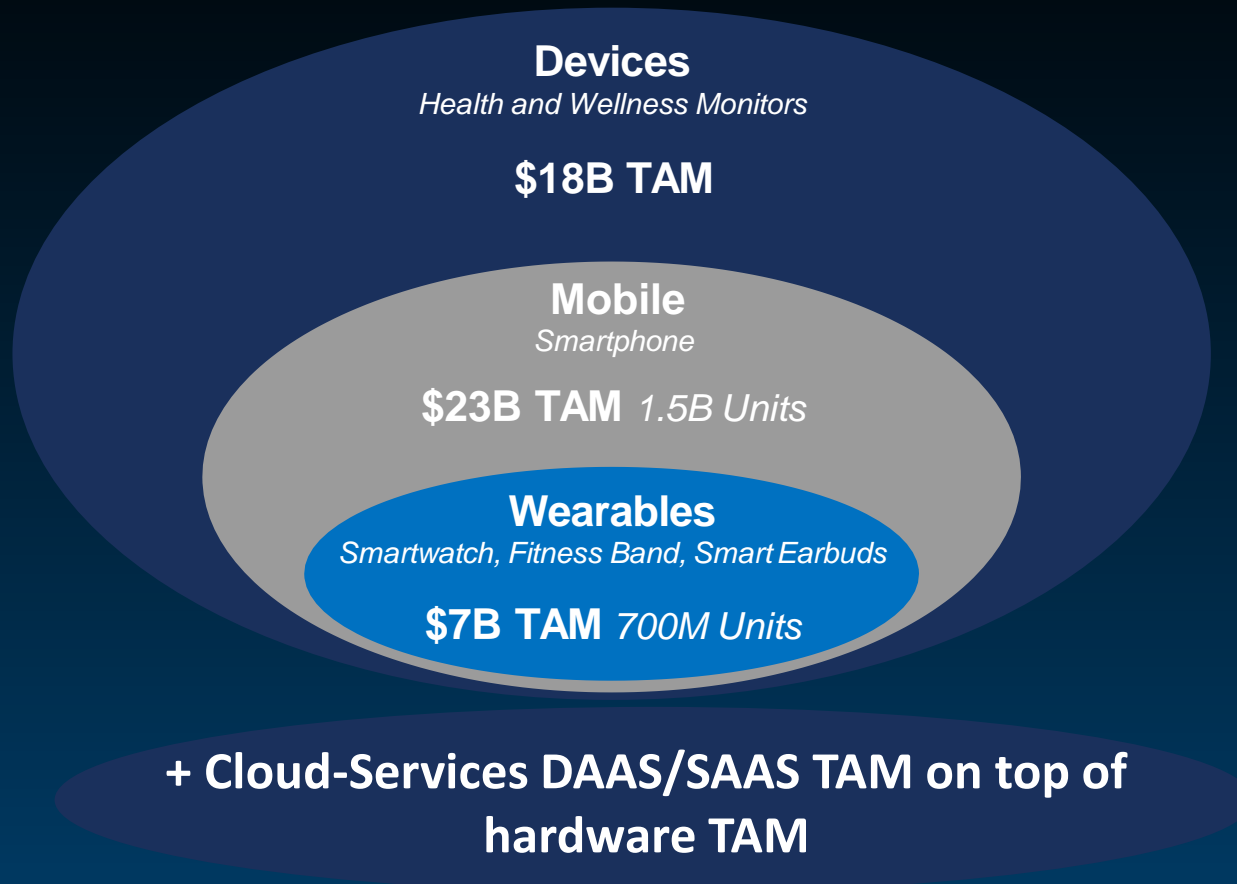 Devices
Health and Wellness Monitors
$18B TAM
Mobile
Smartphone
$23B TAM 1.5B Units
Wearables
Smartwatch, Fitness Band, Smart Earbuds
$7B TAM 700M Units
+ Cloud-Services DAAS/SAAS TAM on top of
hardware TAM